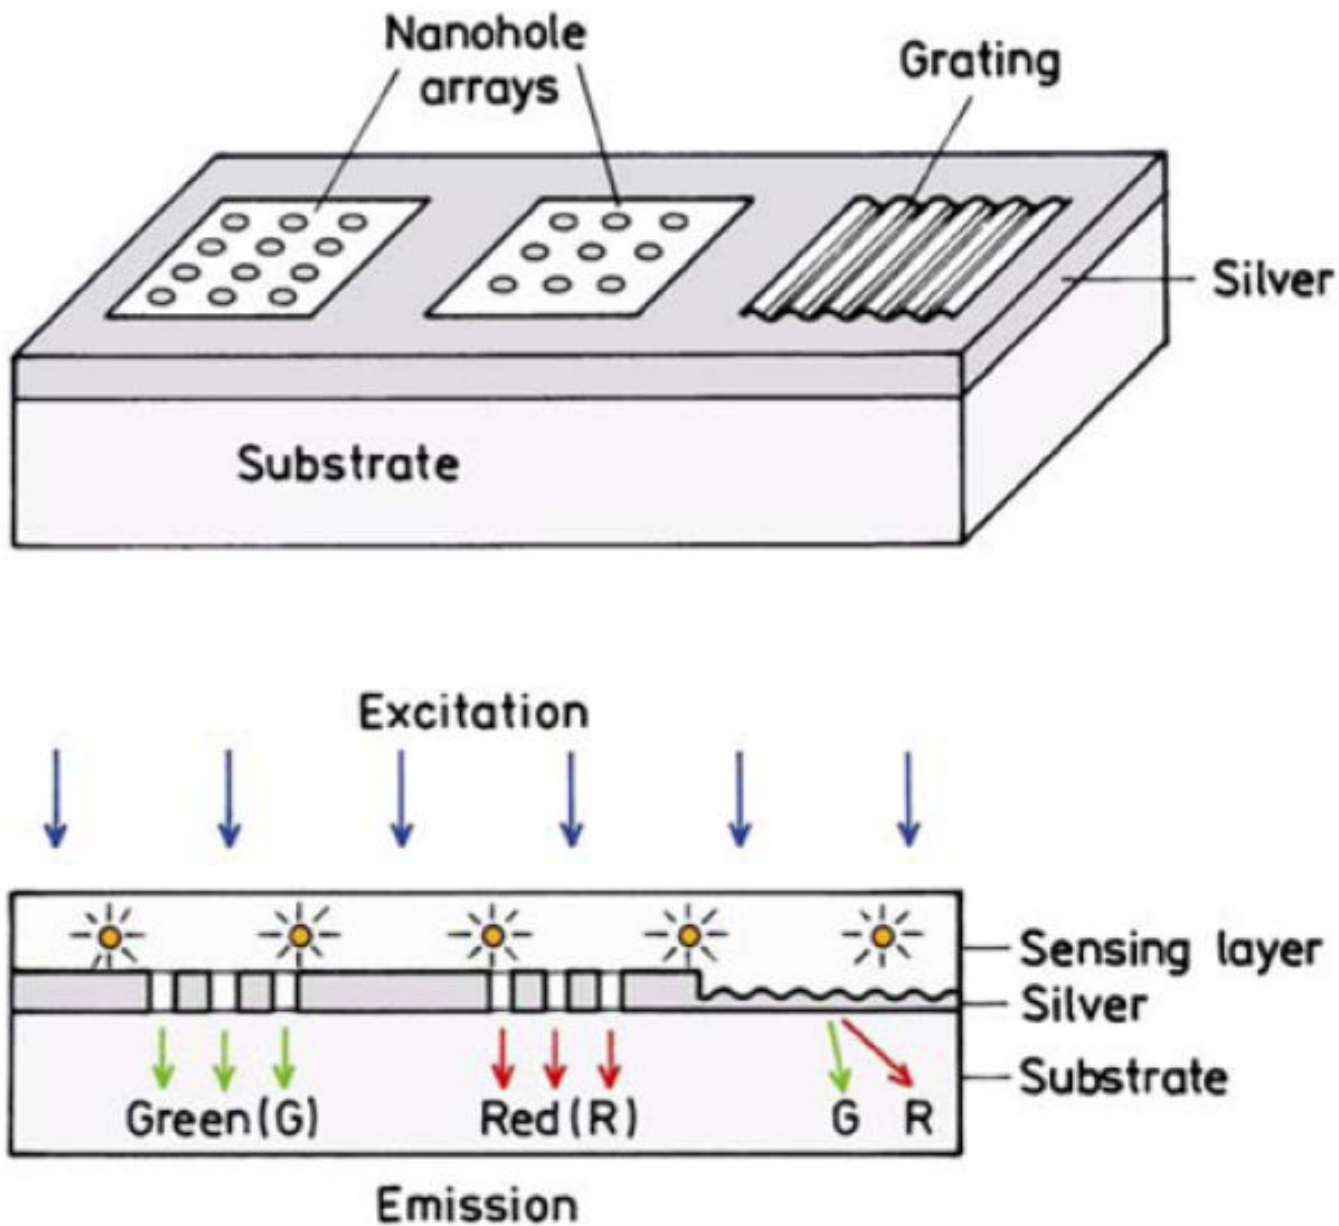 Nanohole
arrays
Grating
Silver
Substrate
Excitation
Sensing layer
Silver
Substrate
Green (G)
Red (R)
G R
Emission